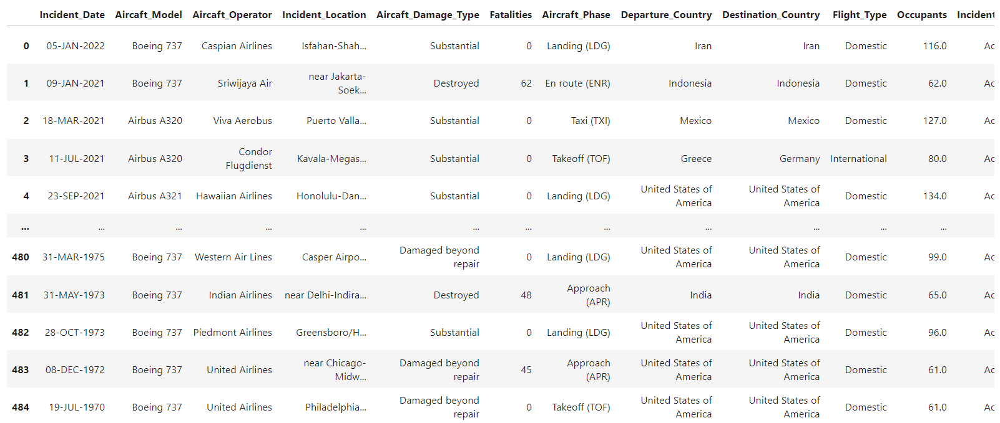 Incident_Date Aircaft_Model Aircaft_Operator Incident_Location Aircaft_Damage_Type Fatalities Aircraft_Phase Departure_Country Destination_Country Flight_Type Occupants Incident
0 05-JAN-2022 Boeing 737 Caspian Airlines Isfahan-Shah... Substantial 0 Landing (LDG) Iran Iran Domestic 116.0 Ac
1 09-JAN-2021 Boeing 737 Sriwijaya Air near Jakarta-Soek... Destroyed 62 En route (ENR) Indonesia Indonesia Domestic 62.0 Ac
2 18-MAR-2021 Airbus A320 Viva Aerobus Puerto Valla... Substantial 0 Taxi (TXI) Mexico Mexico Domestic 127.0 Ac
3 11-JUL-2021 Airbus A320 Condor Flugdienst Kavala-Megas... Substantial 0 Takeoff (TOF) Greece Germany International 80.0 Ac
4 23-SEP-2021 Airbus A321 Hawaiian Airlines Honolulu-Dan... Substantial 0 Landing (LDG) United States of America United States of America Domestic 134.0 Ac
... ... ... ... ... ... ... ... ... ... ... ...
480 31-MAR-1975 Boeing 737 Western Air Lines Casper Airpo... Damaged beyond repair 0 Landing (LDG) United States of America United States of America Domestic 99.0 Ac
481 31-MAY-1973 Boeing 737 Indian Airlines near Delhi-Indira... Destroyed 48 Approach (APR) India India Domestic 65.0 Ac
482 28-OCT-1973 Boeing 737 Piedmont Airlines Greensboro/H... Substantial 0 Landing (LDG) United States of America United States of America Domestic 96.0 Ac
483 08-DEC-1972 Boeing 737 United Airlines near Chicago-Midw... Damaged beyond repair 45 Approach (APR) United States of America United States of America Domestic 61.0 Ac
484 19-JUL-1970 Boeing 737 United Airlines Philadelphia... Damaged beyond repair 0 Takeoff (TOF) United States of America United States of America Domestic 61.0 Ac